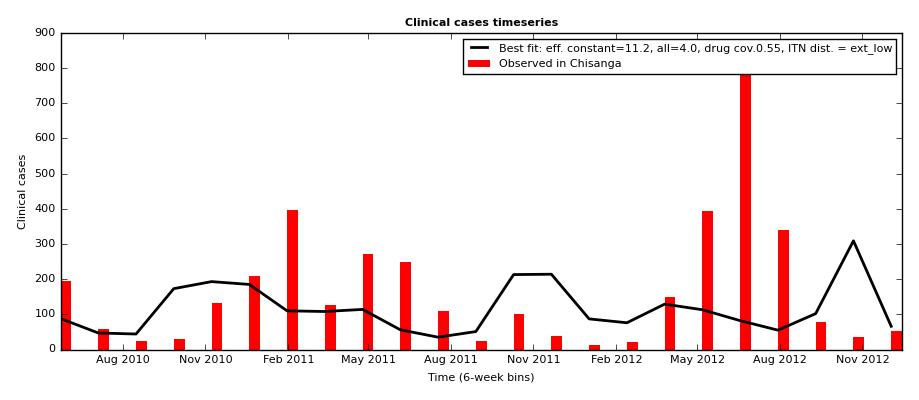 Clinical cases timeseries
900
800
700
600
500
400
300
200
100
0
Clinical cases
Best fit: eff. constant=11.2, all=4.0, drug cov.0.55, ITN dist. = ext_low
Observed in Chisanga
Aug 2010 Nov 2010 Feb 2011 May 2011 Aug 2011 Nov 2011 Feb 2012 May 2012 Aug 2012 Nov 2012
Time (6-week bins)